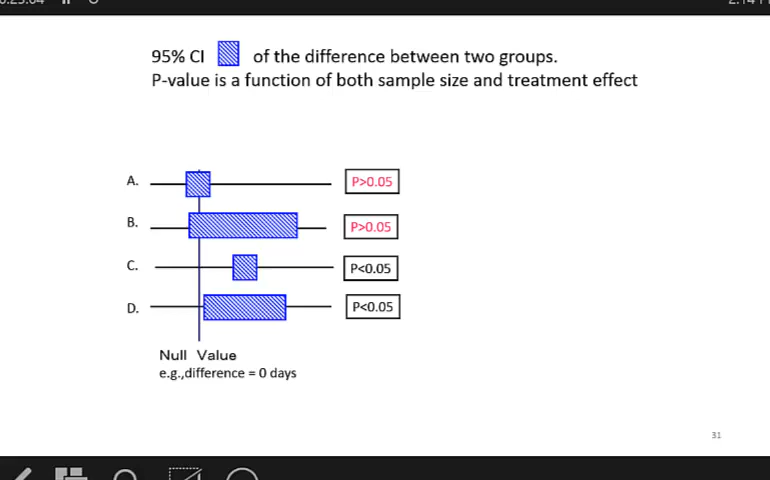 95% CI of the difference between two groups.
P-value is a function of both sample size and treatment effect
A. P>0.05
B. P>0.05
C. P<0.05
D. P<0.05
Null Value
e.g.,difference = 0 days
31